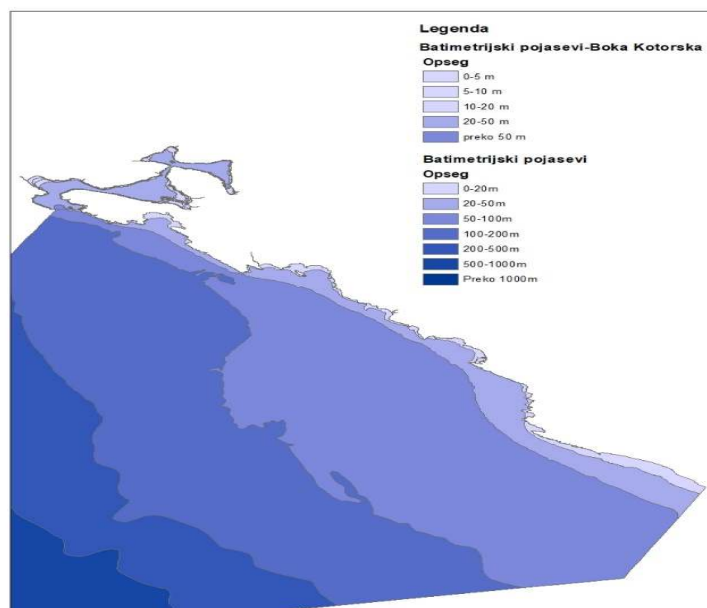 Legenda
Batimetrijski pojasevi-Boka Kotorska
Opseg
0-5 m
5-10 m
10-20 m
20-50 m
preko 50 m
Batimetrijski pojasevi
Opseg
0-20m
20-50m
50-100m
100-200m
200-500m
500-1000m
Preko 1000m